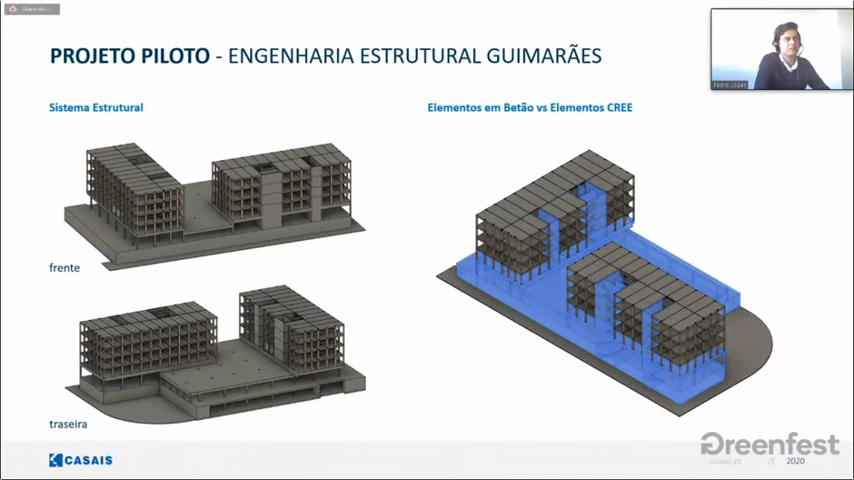 PROJETO PILOTO - ENGENHARIA ESTRUTURAL GUIMARÃES
Sistema Estrutural
Elementos em Betão vs Elementos CREE
frente
traseira
CASAIS
Greenfest
// 2020